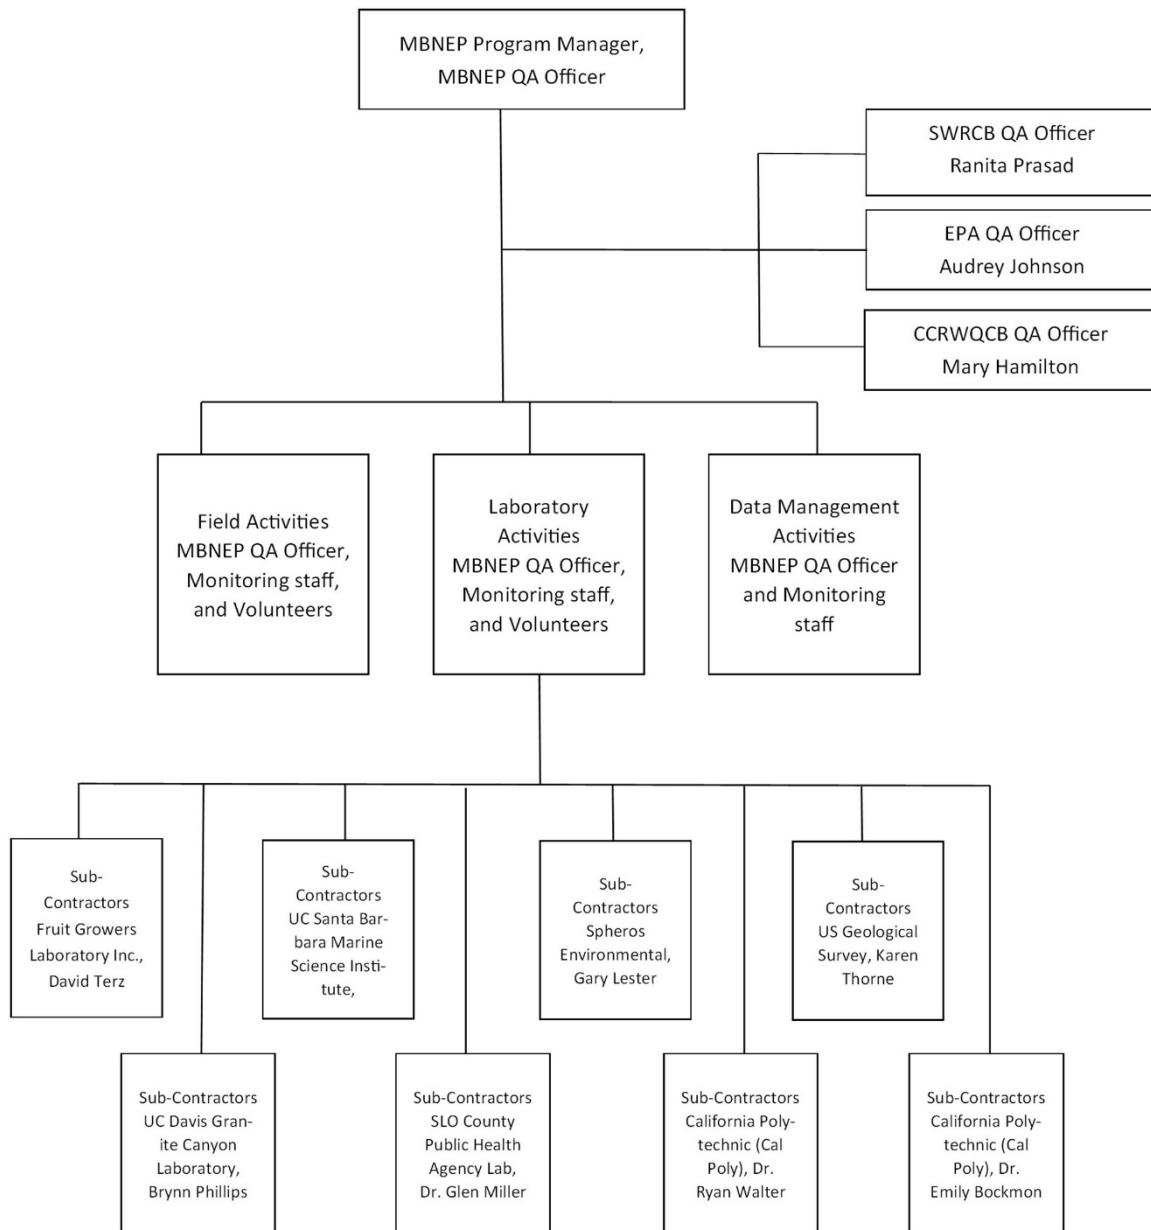 MBNEP Program Manager,
MBNEP QA Officer
SWRCB QA Officer
Ranita Prasad
EPA QA Officer
Audrey Johnson
CCRWQCB QA Officer
Mary Hamilton
Field Activities
MBNEP QA Officer,
Monitoring staff,
and Volunteers
Laboratory
Activities
MBNEP QA Officer,
Monitoring staff,
and Volunteers
Data Management
Activities
MBNEP QA Officer
and Monitoring
staff
Sub-
Contractors
Fruit Growers
Laboratory Inc.,
David Terz
Sub-
Contractors
UC Santa Bar-
bara Marine
Science Insti-
tute,
Sub-
Contractors
Spheros
Environmental,
Gary Lester
Sub-
Contractors
US Geological
Survey, Karen
Thorne
Sub-Contractors
UC Davis Gran-
ite Canyon
Laboratory,
Brynn Phillips
Sub-Contractors
SLO County
Public Health
Agency Lab,
Dr. Glen Miller
Sub-Contractors
California Poly-
technic (Cal
Poly), Dr.
Ryan Walter
Sub-Contractors
California Poly-
technic (Cal
Poly), Dr.
Emily Bockmon